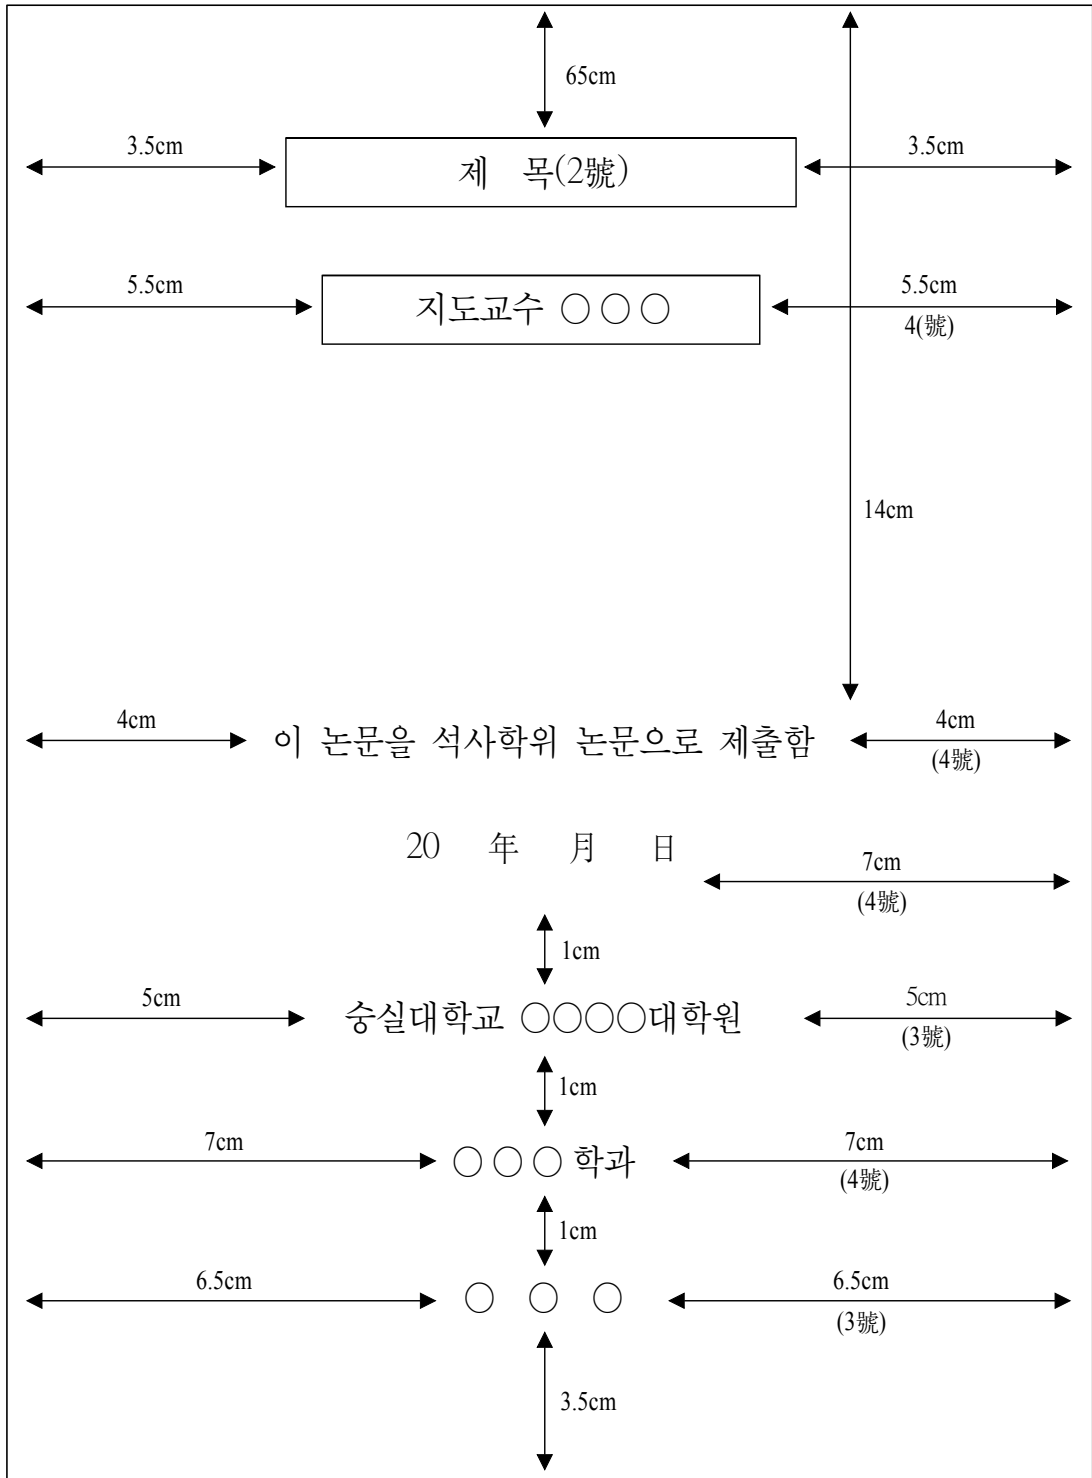 65cm
3.5cm
3.5cm
제 목(2號)
5.5cm
5.5cm
지도교수 ○○○
4(號)
14cm
4cm
4cm
이 논문을 석사학위 논문으로 제출함
(4號)
20 年 月 日
7cm
(4號)
1cm
5cm
5cm
숭실대학교 ○○○○대학원
(3號)
1cm
7cm
7cm
○○○학과
(4號)
1cm
6.5cm
6.5cm
○ ○ ○
(3號)
3.5cm